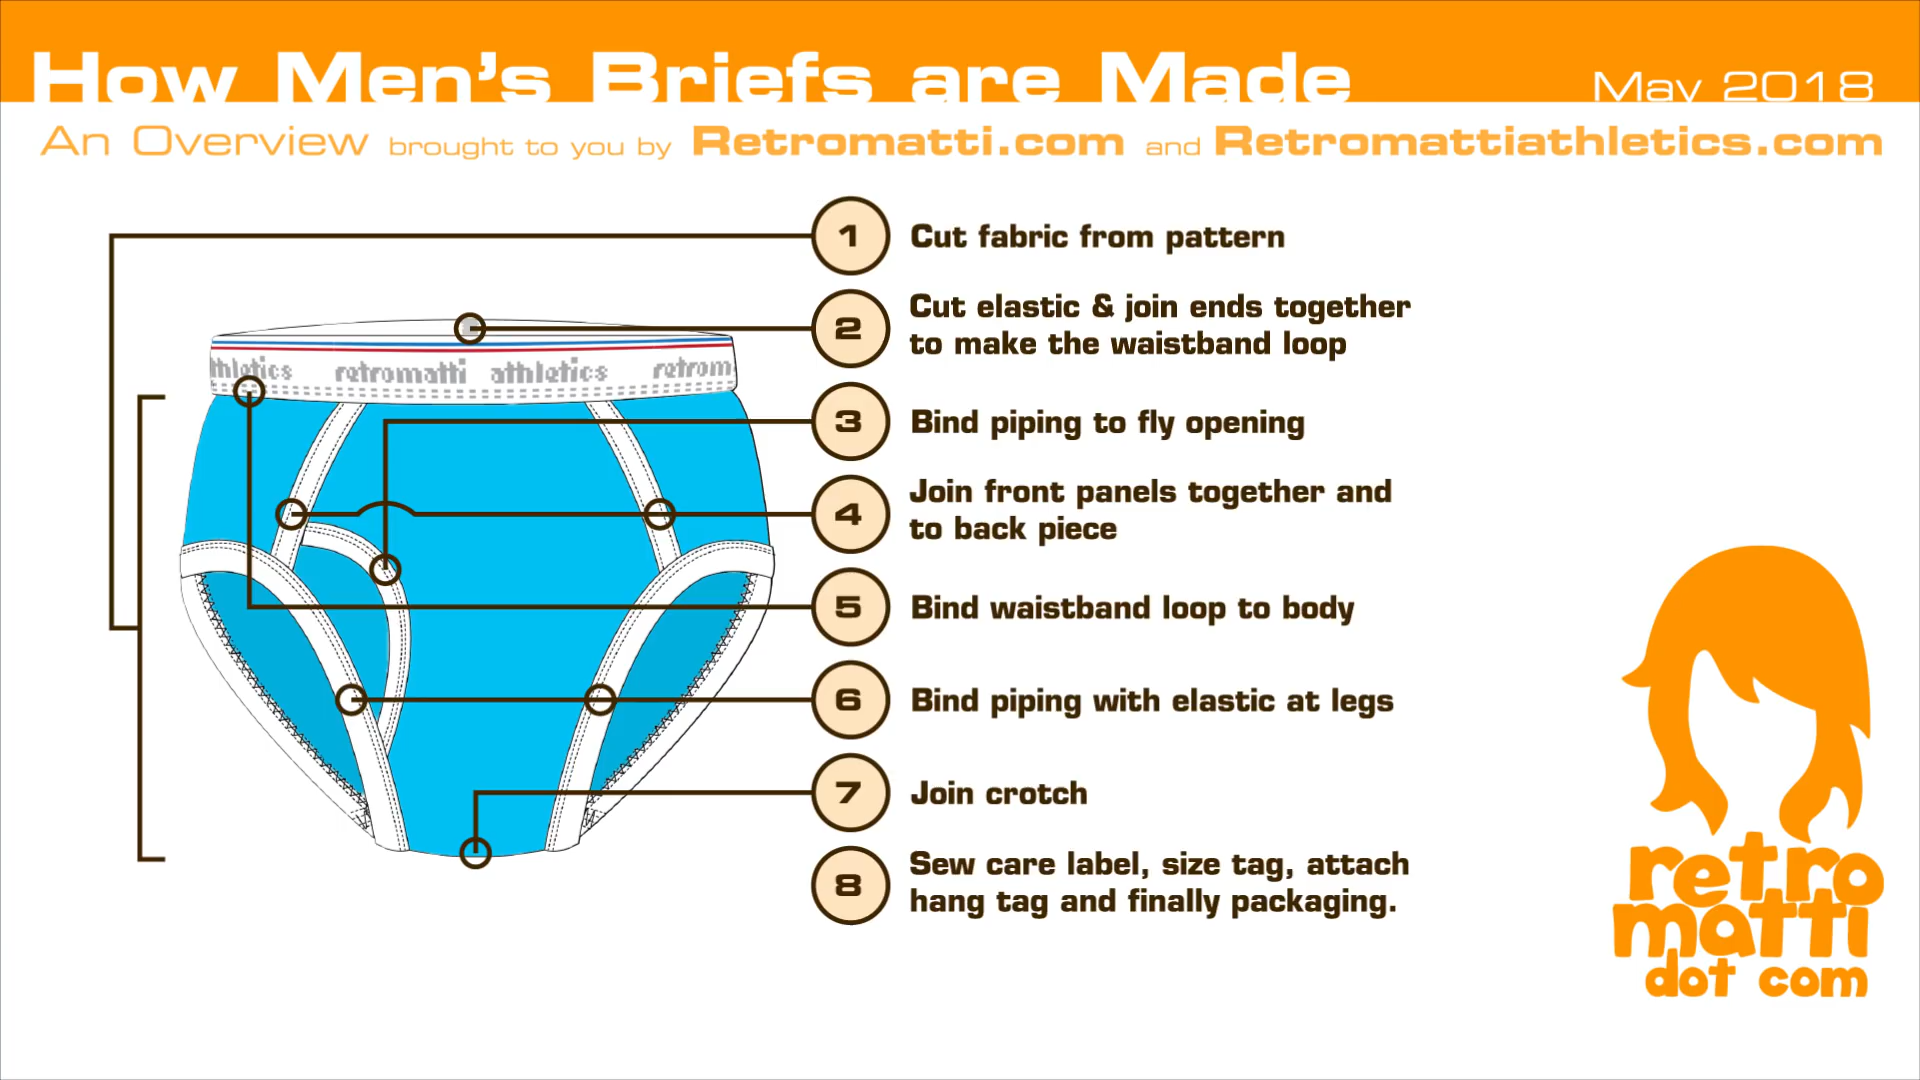 How Men's Briefs are Made
May 2018
An Overview brought to you by Retromatti.com and Retromattiathletics.com
1 Cut fabric from pattern
2 Cut elastic & join ends together
to make the waistband loop
thletics retromatti athletics retrom
3 Bind piping to fly opening
4 Join front panels together and
to back piece
5 Bind waistband loop to body
6 Bind piping with elastic at legs
7 Join crotch
8 Sew care label, size tag, attach
hang tag and finally packaging.
retro
matti
dot com